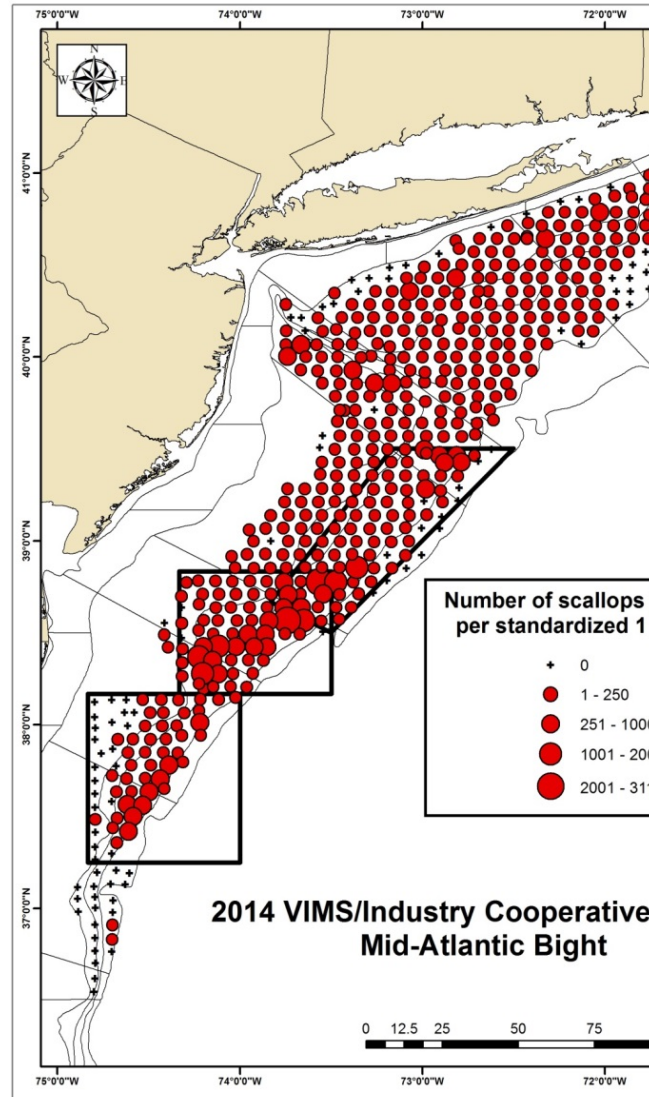 75°0'0"W 74°0'0"W 73°0'0"W 72°0'0"W
N
W E
S
41°0'0"N
40°0'0"N
39°0'0"N
38°0'0"N
37°0'0"N
Number of scallops
per standardized 1
0
1 - 250
251 - 1000
1001 - 200
2001 - 311
2014 VIMS/Industry Cooperative
Mid-Atlantic Bight
0 12.5 25 50 75
75°0'0"W 74°0'0"W 73°0'0"W 72°0'0"W